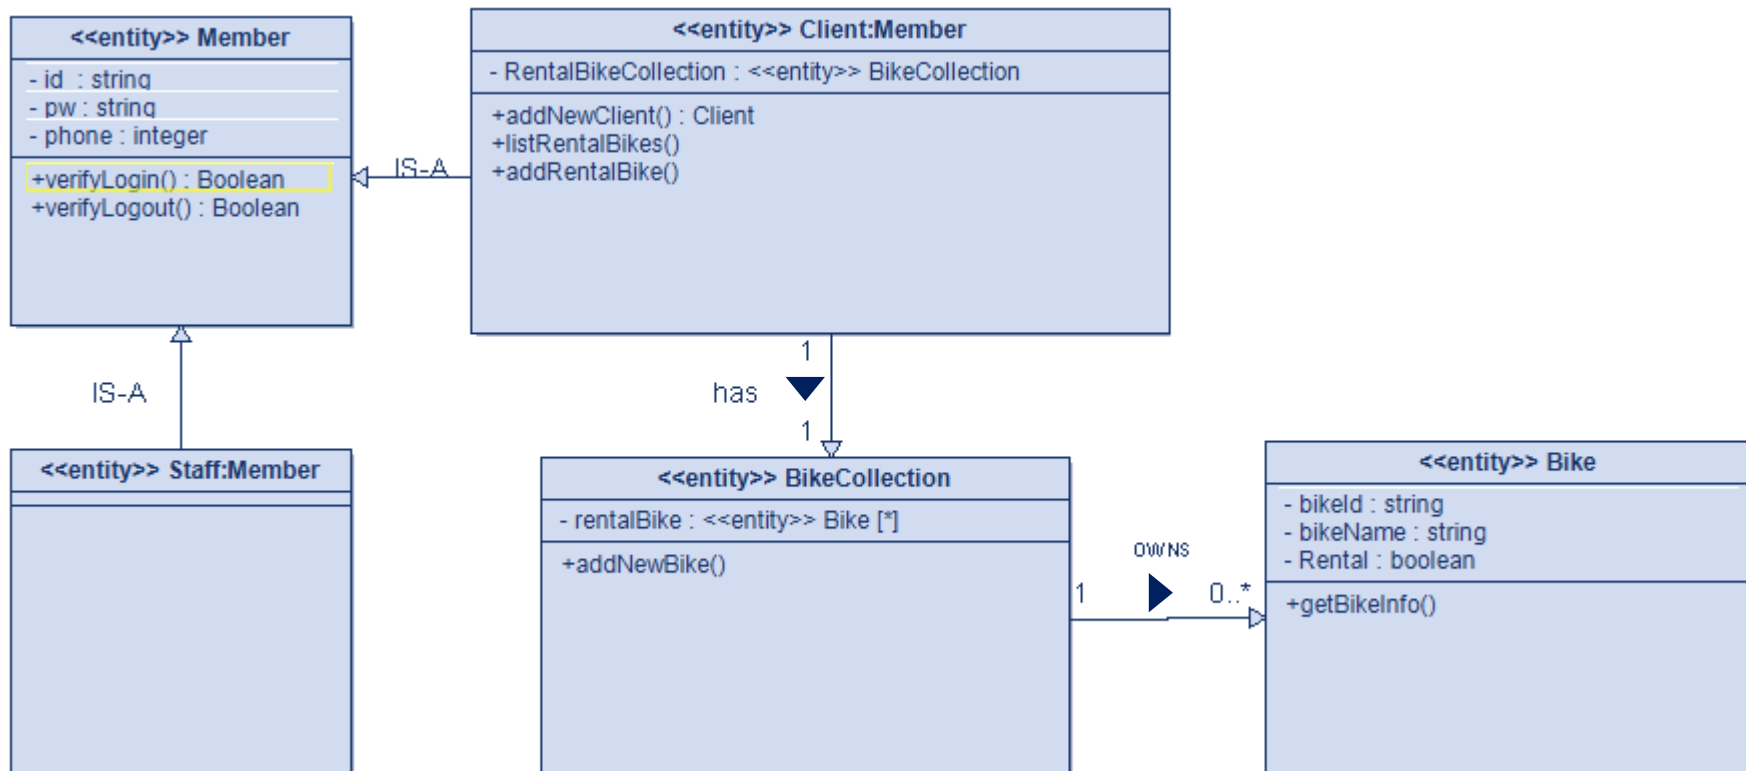 <<entity>> Member
- id : string
- pw : string
- phone : integer
+verifyLogin() : Boolean
+verifyLogout() : Boolean
IS-A
<<entity>> Client:Member
- RentalBikeCollection : <<entity>> BikeCollection
+addNewClient() : Client
+listRentalBikes()
+addRentalBike()
IS-A
<<entity>> Staff:Member
1
has
1
<<entity>> BikeCollection
- rentalBike : <<entity>> Bike [*]
+addNewBike()
owns
1
0..*
<<entity>> Bike
- bikeId : string
- bikeName : string
- Rental : boolean
+getBikeInfo()